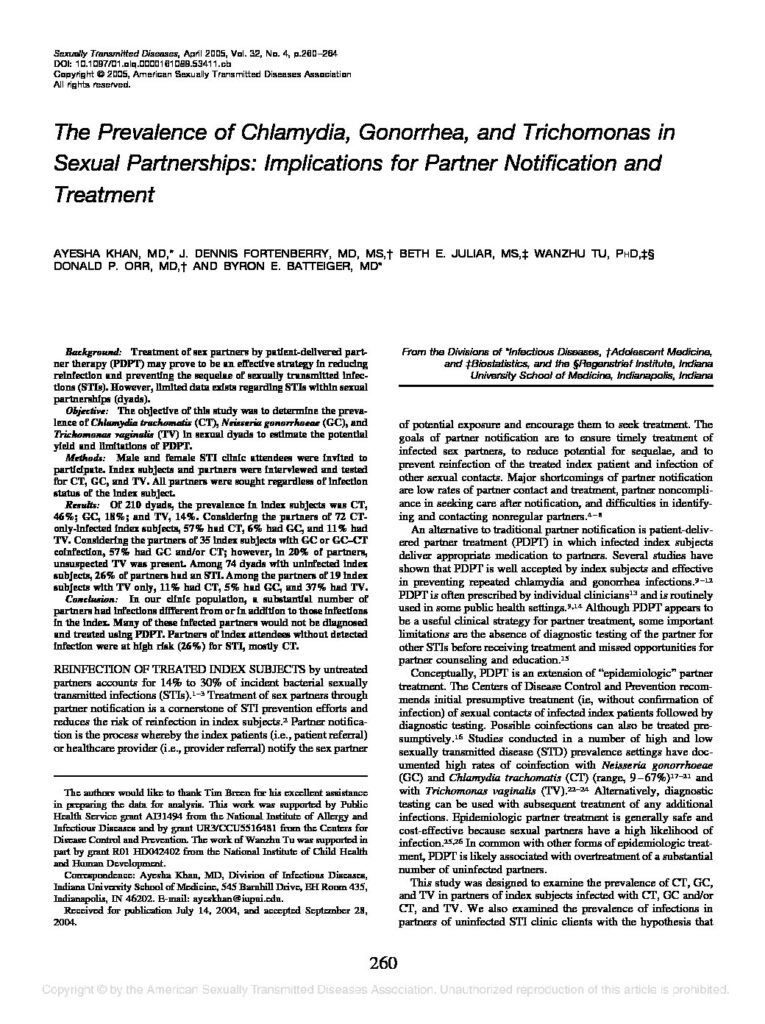 Sexually Transmitted Diseases, April 2005, Vol. 32, No. 4, p.260–264
DOI: 10.1097/01.olq.0000161089.53411.cb
Copyright © 2005, American Sexually Transmitted Diseases Association
All rights reserved.
The Prevalence of Chlamydia, Gonorrhea, and Trichomonas in
Sexual Partnerships: Implications for Partner Notification and
Treatment
AYESHA KHAN, MD,* J. DENNIS FORTENBERRY, MD, MS,† BETH E. JULIAR, MS,‡ WANZHU TU, PHD,‡§
DONALD P. ORR, MD,† AND BYRON E. BATTEIGER, MD*
Background: Treatment of sex partners by patient-delivered part-
ner therapy (PDPT) may prove to be an effective strategy in reducing
reinfection and preventing the sequelae of sexually transmitted infec-
tions (STIs). However, limited data exists regarding STIs within sexual
partnerships (dyads).
Objective: The objective of this study was to determine the preva-
lence of Chlamydia trachomatis (CT), Neisseria gonorrhoeae (GC), and
Trichomonas vaginalis (TV) in sexual dyads to estimate the potential
yield and limitations of PDPT.
Methods: Male and female STI clinic attendees were invited to
participate. Index subjects and partners were interviewed and tested
for CT, GC, and TV. All partners were sought regardless of infection
status of the index subject.
Results: Of 210 dyads, the prevalence in index subjects was CT,
46%; GC, 18%; and TV, 14%. Considering the partners of 72 CT-
only-infected index subjects, 57% had CT, 6% had GC, and 11% had
TV. Considering the partners of 35 index subjects with GC or GC–CT
coinfection, 57% had GC and/or CT; however, in 20% of partners,
unsuspected TV was present. Among 74 dyads with uninfected index
subjects, 26% of partners had an STI. Among the partners of 19 index
subjects with TV only, 11% had CT, 5% had GC, and 37% had TV.
Conclusion: In our clinic population, a substantial number of
partners had infections different from or in addition to those infections
in the index. Many of these infected partners would not be diagnosed
and treated using PDPT. Partners of index attendees without detected
infection were at high risk (26%) for STI, mostly CT.
REINFECTION OF TREATED INDEX SUBJECTS by untreated
partners accounts for 14% to 30% of incident bacterial sexually
transmitted infections (STIs).1–3 Treatment of sex partners through
partner notification is a cornerstone of STI prevention efforts and
reduces the risk of reinfection in index subjects.2 Partner notifica-
tion is the process whereby the index patients (i.e., patient referral)
or healthcare provider (i.e., provider referral) notify the sex partner
The authors would like to thank Tim Breen for his excellent assistance
in preparing the data for analysis. This work was supported by Public
Health Service grant AI31494 from the National Institute of Allergy and
Infectious Diseases and by grant UR3/CCU5516481 from the Centers for
Disease Control and Prevention. The work of Wanzhu Tu was supported in
part by grant R01 HD042402 from the National Institute of Child Health
and Human Development.
Correspondence: Ayesha Khan, MD, Division of Infectious Diseases,
Indiana University School of Medicine, 545 Barnhill Drive, EH Room 435,
Indianapolis, IN 46202. E-mail: ayeskhan@iupui.edu.
Received for publication July 14, 2004, and accepted September 28,
2004.
From the Divisions of *Infectious Diseases, †Adolescent Medicine,
and ‡Biostatistics, and the §Regenstrief Institute, Indiana
University School of Medicine, Indianapolis, Indiana
of potential exposure and encourage them to seek treatment. The
goals of partner notification are to ensure timely treatment of
infected sex partners, to reduce potential for sequelae, and to
prevent reinfection of the treated index patient and infection of
other sexual contacts. Major shortcomings of partner notification
are low rates of partner contact and treatment, partner noncompli-
ance in seeking care after notification, and difficulties in identify-
ing and contacting nonregular partners.4–8
An alternative to traditional partner notification is patient-deliv-
ered partner treatment (PDPT) in which infected index subjects
deliver appropriate medication to partners. Several studies have
shown that PDPT is well accepted by index subjects and effective
in preventing repeated chlamydia and gonorrhea infections.9–12
PDPT is often prescribed by individual clinicians13 and is routinely
used in some public health settings.9,14 Although PDPT appears to
be a useful clinical strategy for partner treatment, some important
limitations are the absence of diagnostic testing of the partner for
other STIs before receiving treatment and missed opportunities for
partner counseling and education.15
Conceptually, PDPT is an extension of “epidemiologic” partner
treatment. The Centers of Disease Control and Prevention recom-
mends initial presumptive treatment (ie, without confirmation of
infection) of sexual contacts of infected index patients followed by
diagnostic testing. Possible coinfections can also be treated pre-
sumptively.16 Studies conducted in a number of high and low
sexually transmitted disease (STD) prevalence settings have doc-
umented high rates of coinfection with Neisseria gonorrhoeae
(GC) and Chlamydia trachomatis (CT) (range, 9–67%)17–21 and
with Trichomonas vaginalis (TV).22–24 Alternatively, diagnostic
testing can be used with subsequent treatment of any additional
infections. Epidemiologic partner treatment is generally safe and
cost-effective because sexual partners have a high likelihood of
infection.25,26 In common with other forms of epidemiologic treat-
ment, PDPT is likely associated with overtreatment of a substantial
number of uninfected partners.
This study was designed to examine the prevalence of CT, GC,
and TV in partners of index subjects infected with CT, GC and/or
CT, and TV. We also examined the prevalence of infections in
partners of uninfected STI clinic clients with the hypothesis that
260
Copyright © by the American Sexually Transmitted Diseases Association. Unauthorized reproduction of this article is prohibited.